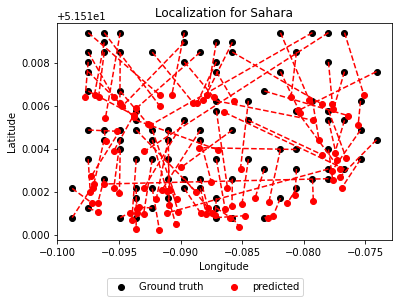 Localization for Sahara
+5.151e1
0.008
0.006
0.004
0.002
0.000
Latitude
−0.100 −0.095 −0.090 −0.085 −0.080 −0.075
Longitude
Ground truth predicted